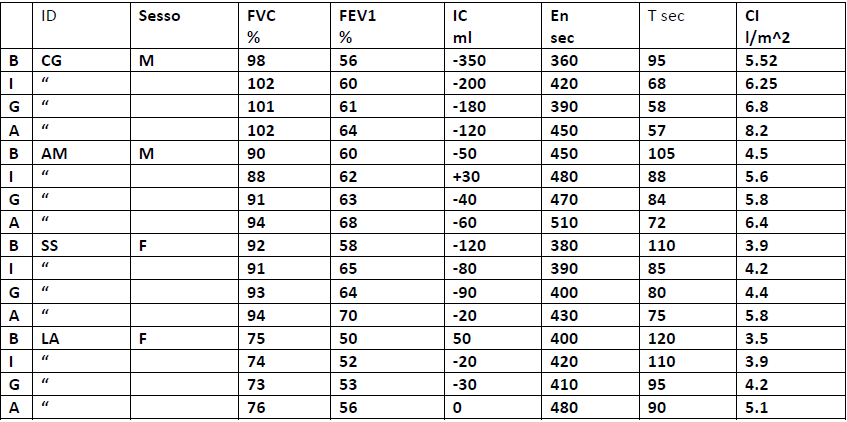 ID Sesso FVC % FEV1 % IC ml En sec T sec CI l/m^2
B CG M 98 56 -350 360 95 5.52
I “ 102 60 -200 420 68 6.25
G “ 101 61 -180 390 58 6.8
A “ 102 64 -120 450 57 8.2
B AM M 90 60 -50 450 105 4.5
I “ 88 62 +30 480 88 5.6
G “ 91 63 -40 470 84 5.8
A “ 94 68 -60 510 72 6.4
B SS F 92 58 -120 380 110 3.9
I “ 91 65 -80 390 85 4.2
G “ 93 64 -90 400 80 4.4
A “ 94 70 -20 430 75 5.8
B LA F 75 50 50 400 120 3.5
I “ 74 52 -20 420 110 3.9
G “ 73 53 -30 410 95 4.2
A “ 76 56 0 480 90 5.1